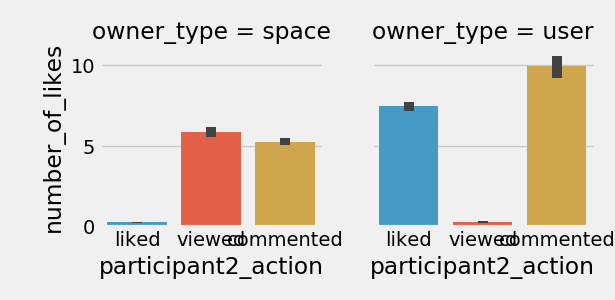 owner_type = space
owner_type = user
number_of_likes
10
5
0
liked
viewed
commented
liked
viewed
commented
participant2_action
participant2_action